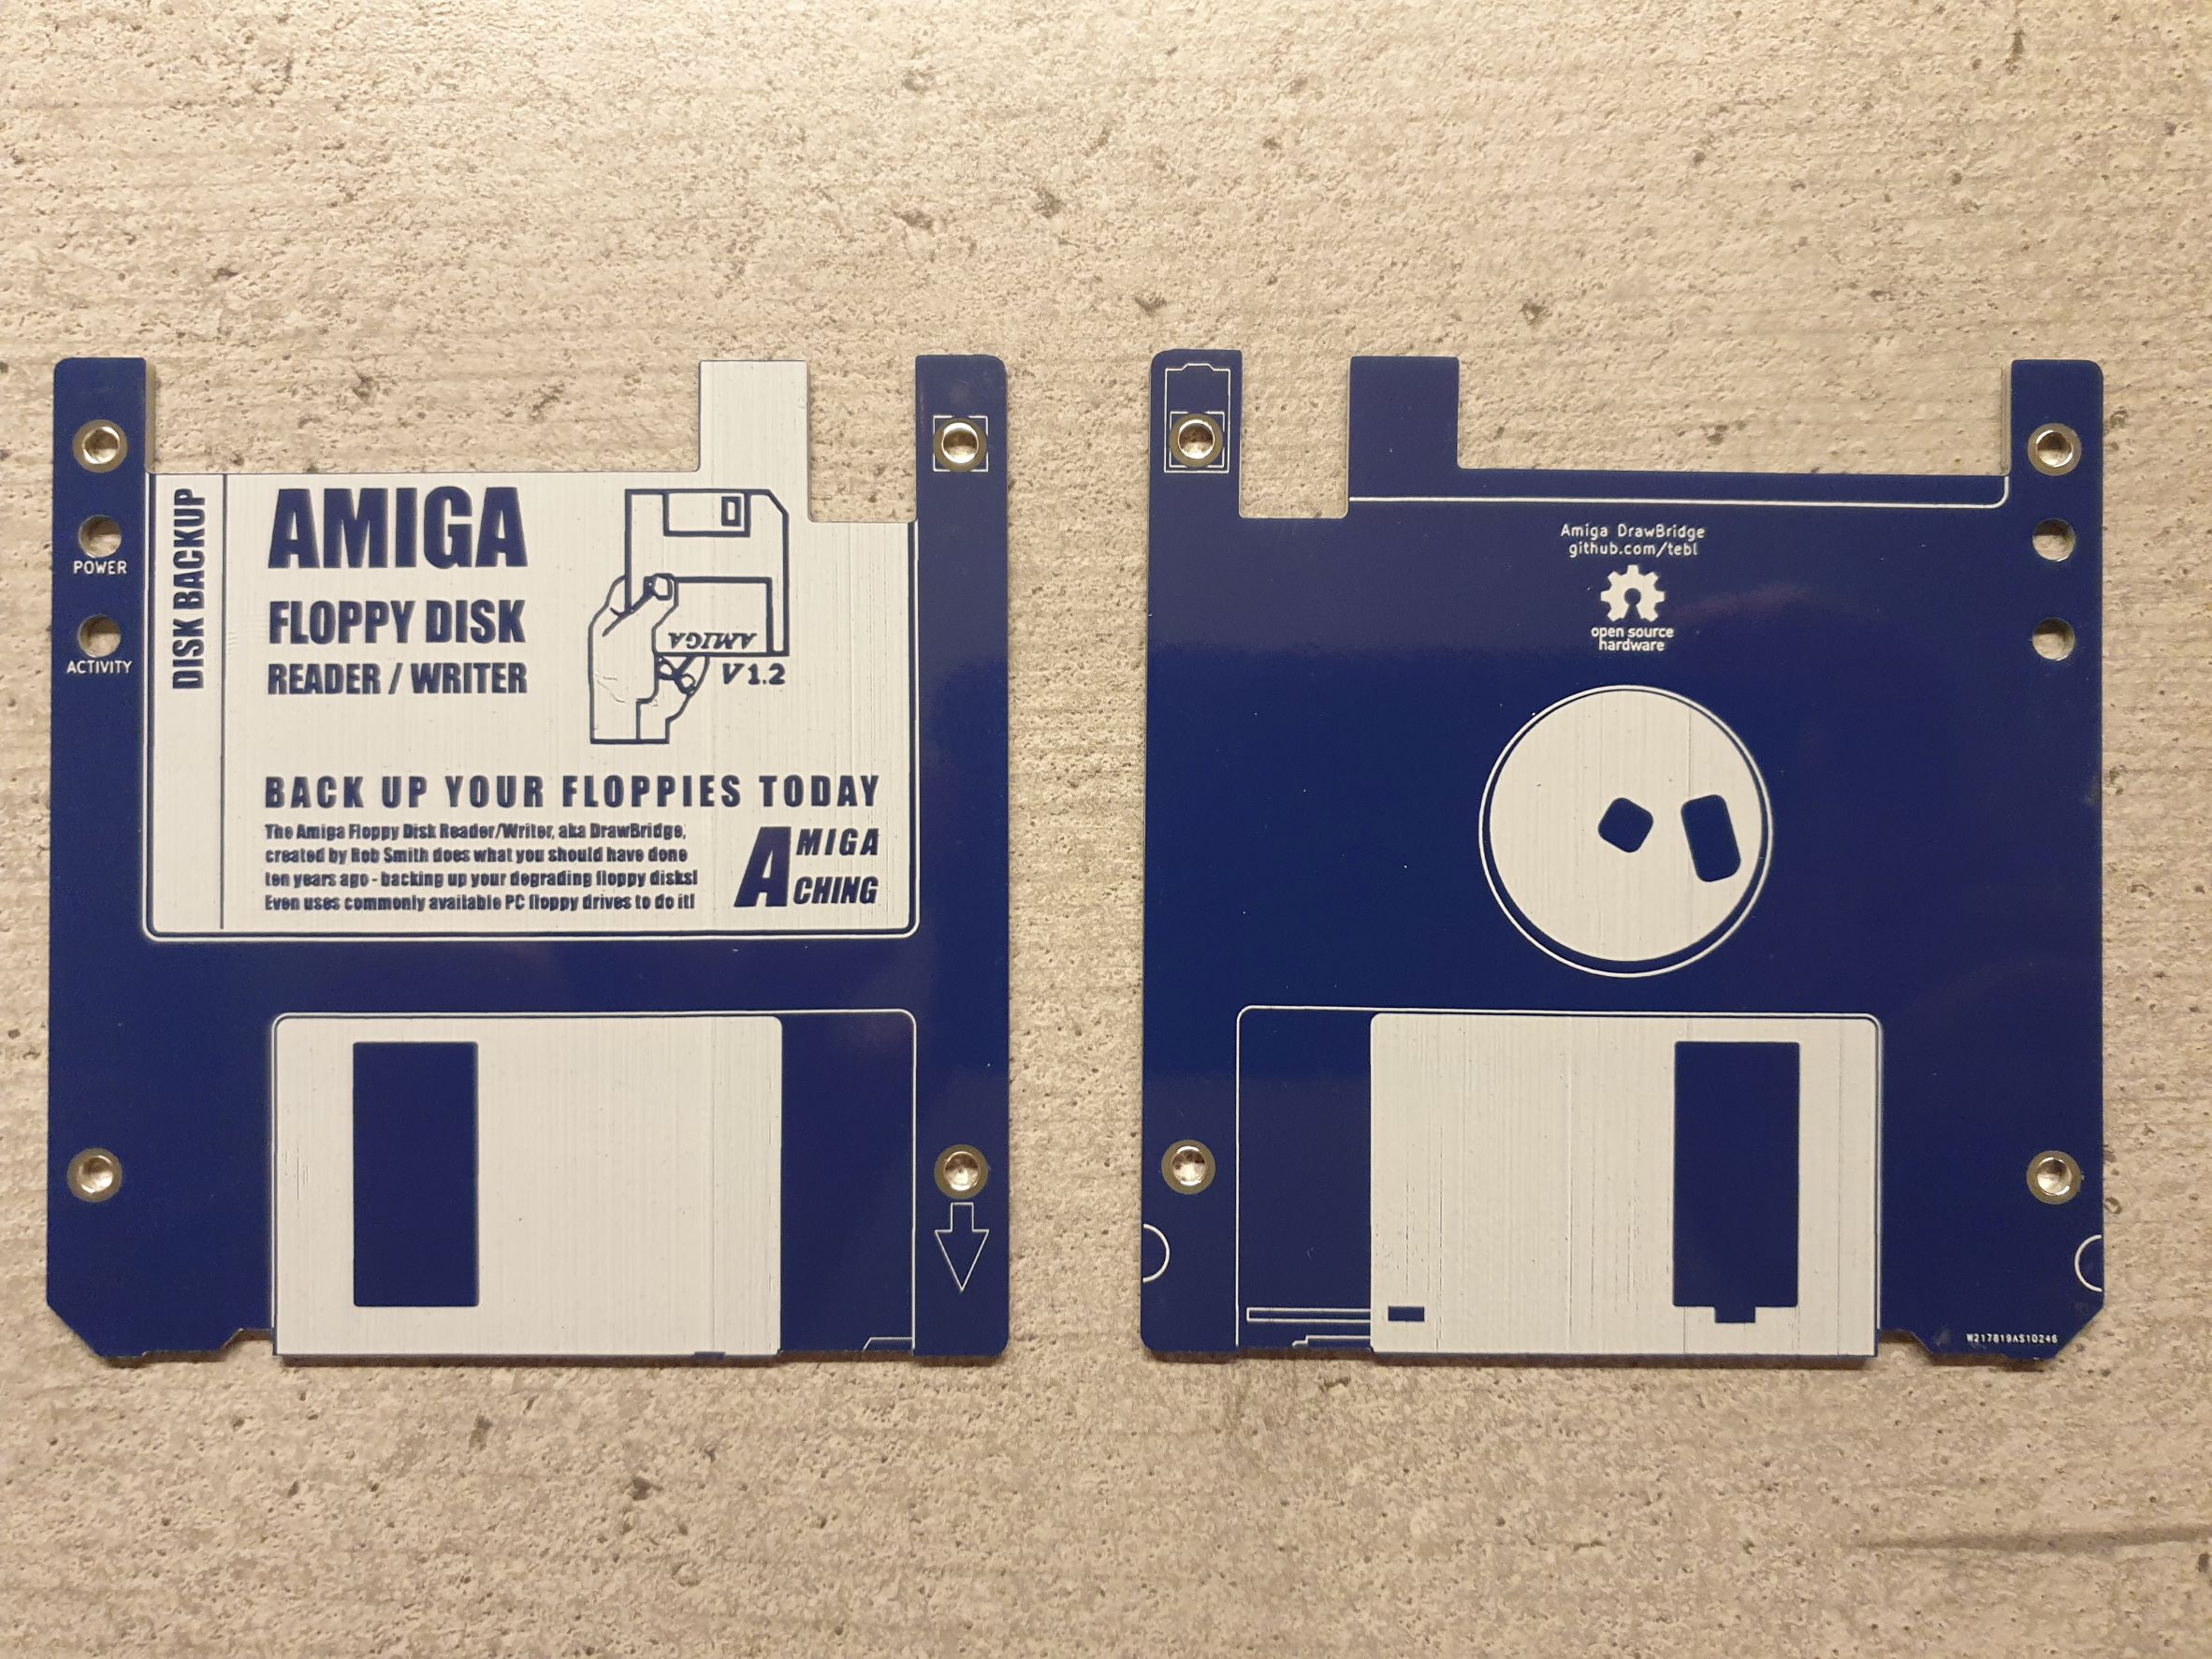 DISK BACKUP
AMIGA
FLOPPY DISK
READER / WRITER
AMIGA
V1.2
POWER
ACTIVITY
BACK UP YOUR FLOPPIES TODAY
The Amiga Floppy Disk Reader/Writer, aka DrawBridge,
created by Rob Smith does what you should have done
ten years ago - backing up your degrading floppy disks!
Even uses commonly available PC floppy drives to do it!
AMIGA
ACHING
Amiga DrawBridge
github.com/tebl
open source
hardware
W217819AS1D246